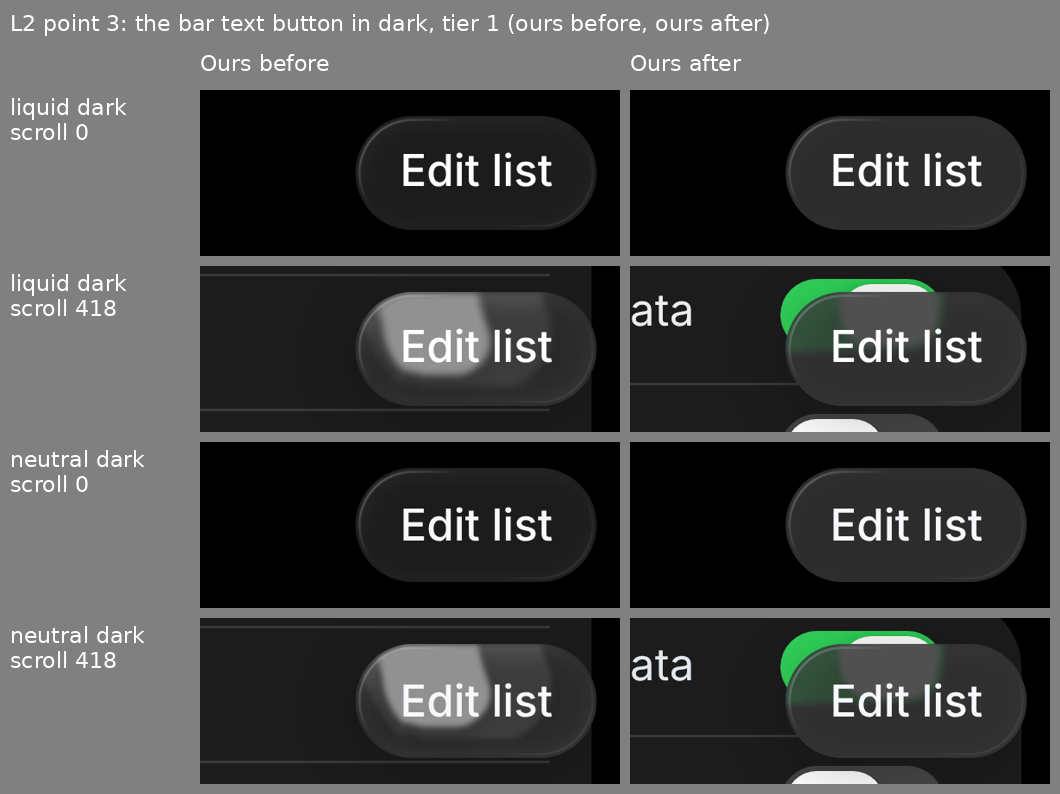 L2 point 3: the bar text button in dark, tier 1 (ours before, ours after)
Ours before
Ours after
liquid dark
scroll 0
Edit list
Edit list
liquid dark
scroll 418
Edit list
ata
Edit list
neutral dark
scroll 0
Edit list
Edit list
neutral dark
scroll 418
Edit list
ata
Edit list